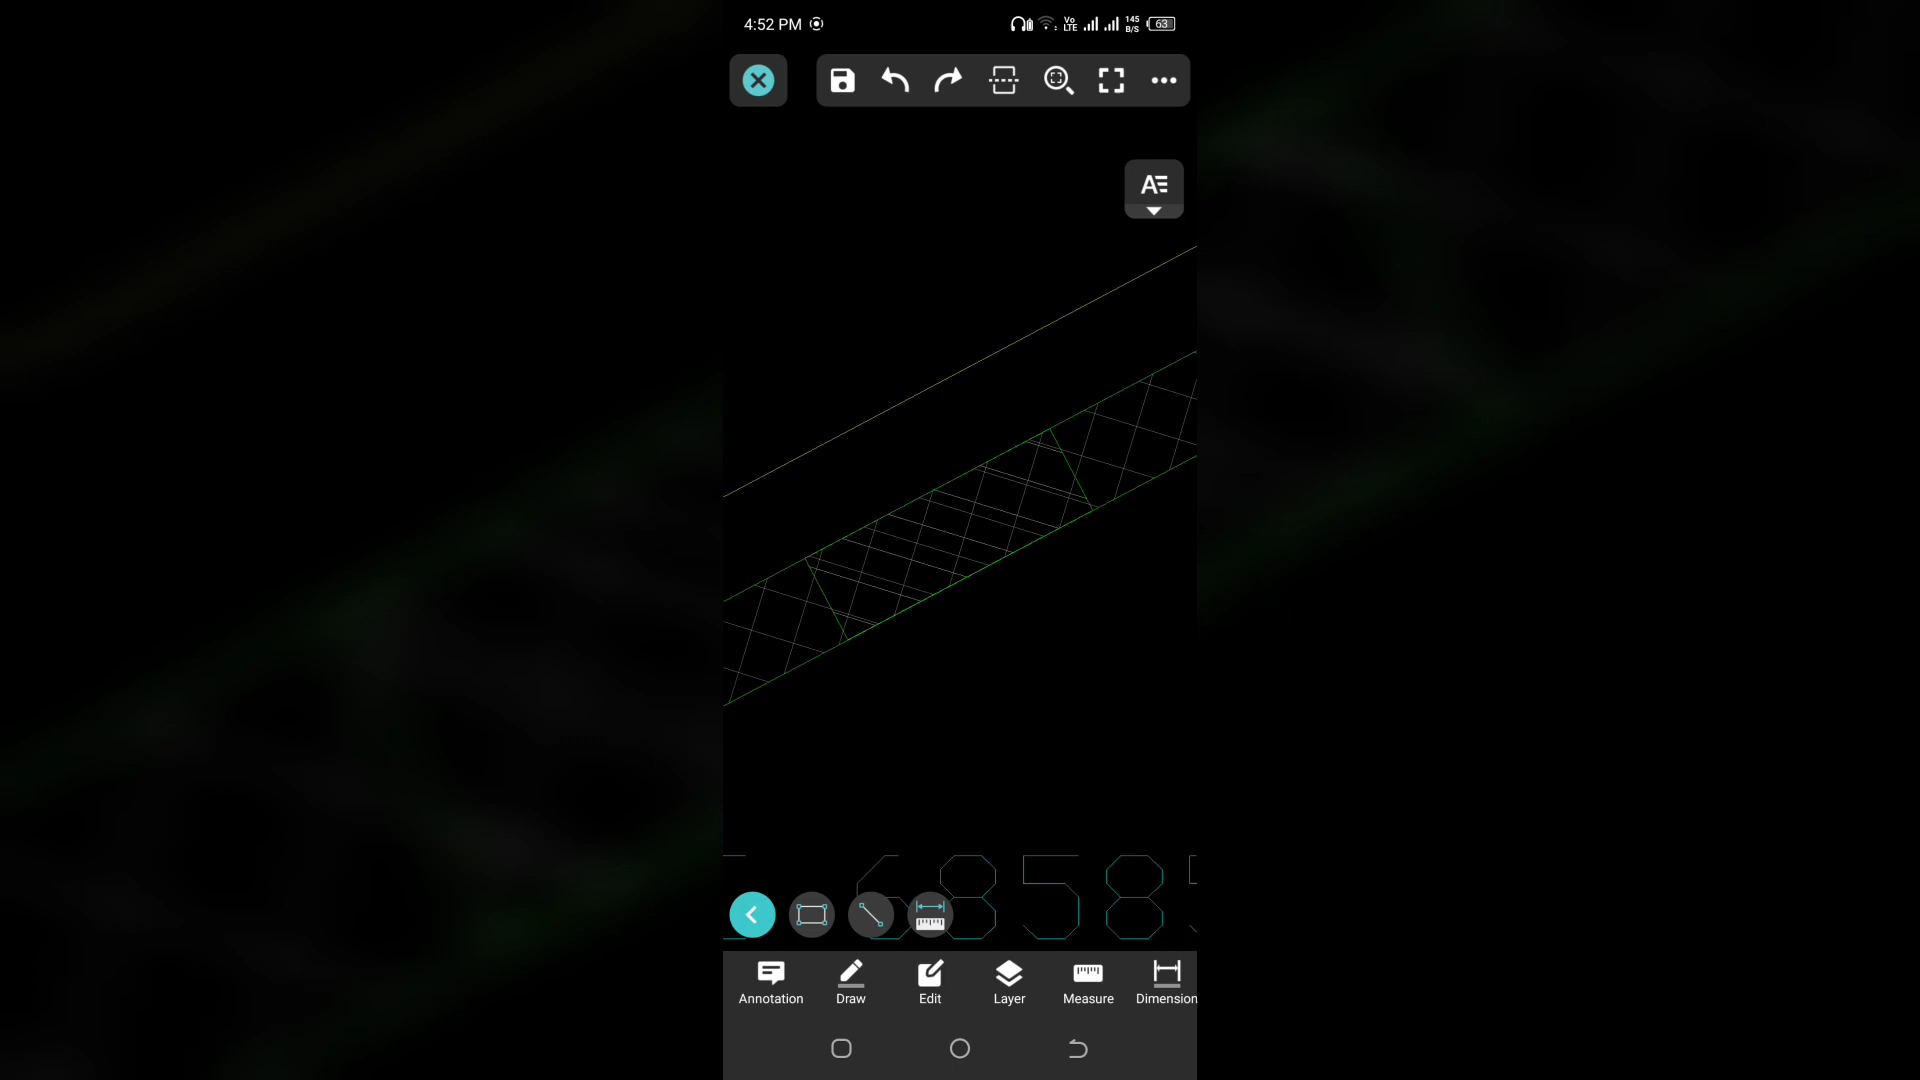 4:52 PM Vo LTE 145 B/S 63
A
6858
Annotation Draw Edit Layer Measure Dimension